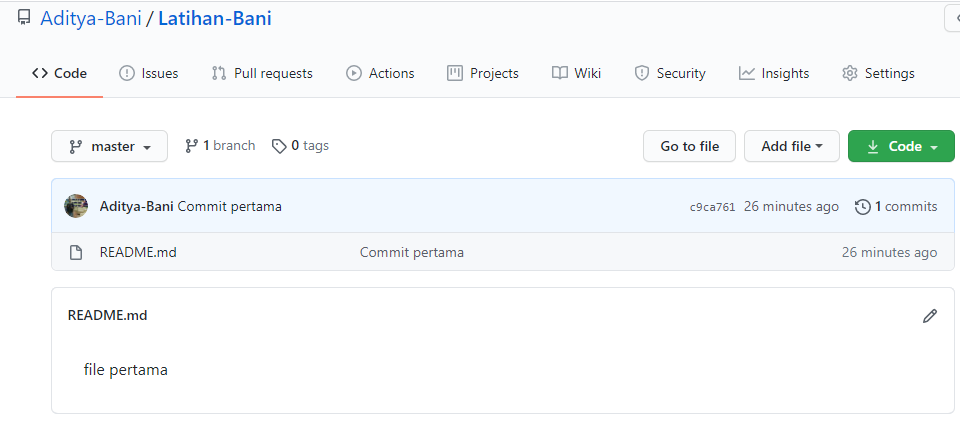 Aditya-Bani / Latihan-Bani
Code Issues Pull requests Actions Projects Wiki Security Insights Settings
master 1 branch 0 tags Go to file Add file Code
Aditya-Bani Commit pertama c9ca761 26 minutes ago 1 commits
README.md Commit pertama 26 minutes ago
README.md
file pertama